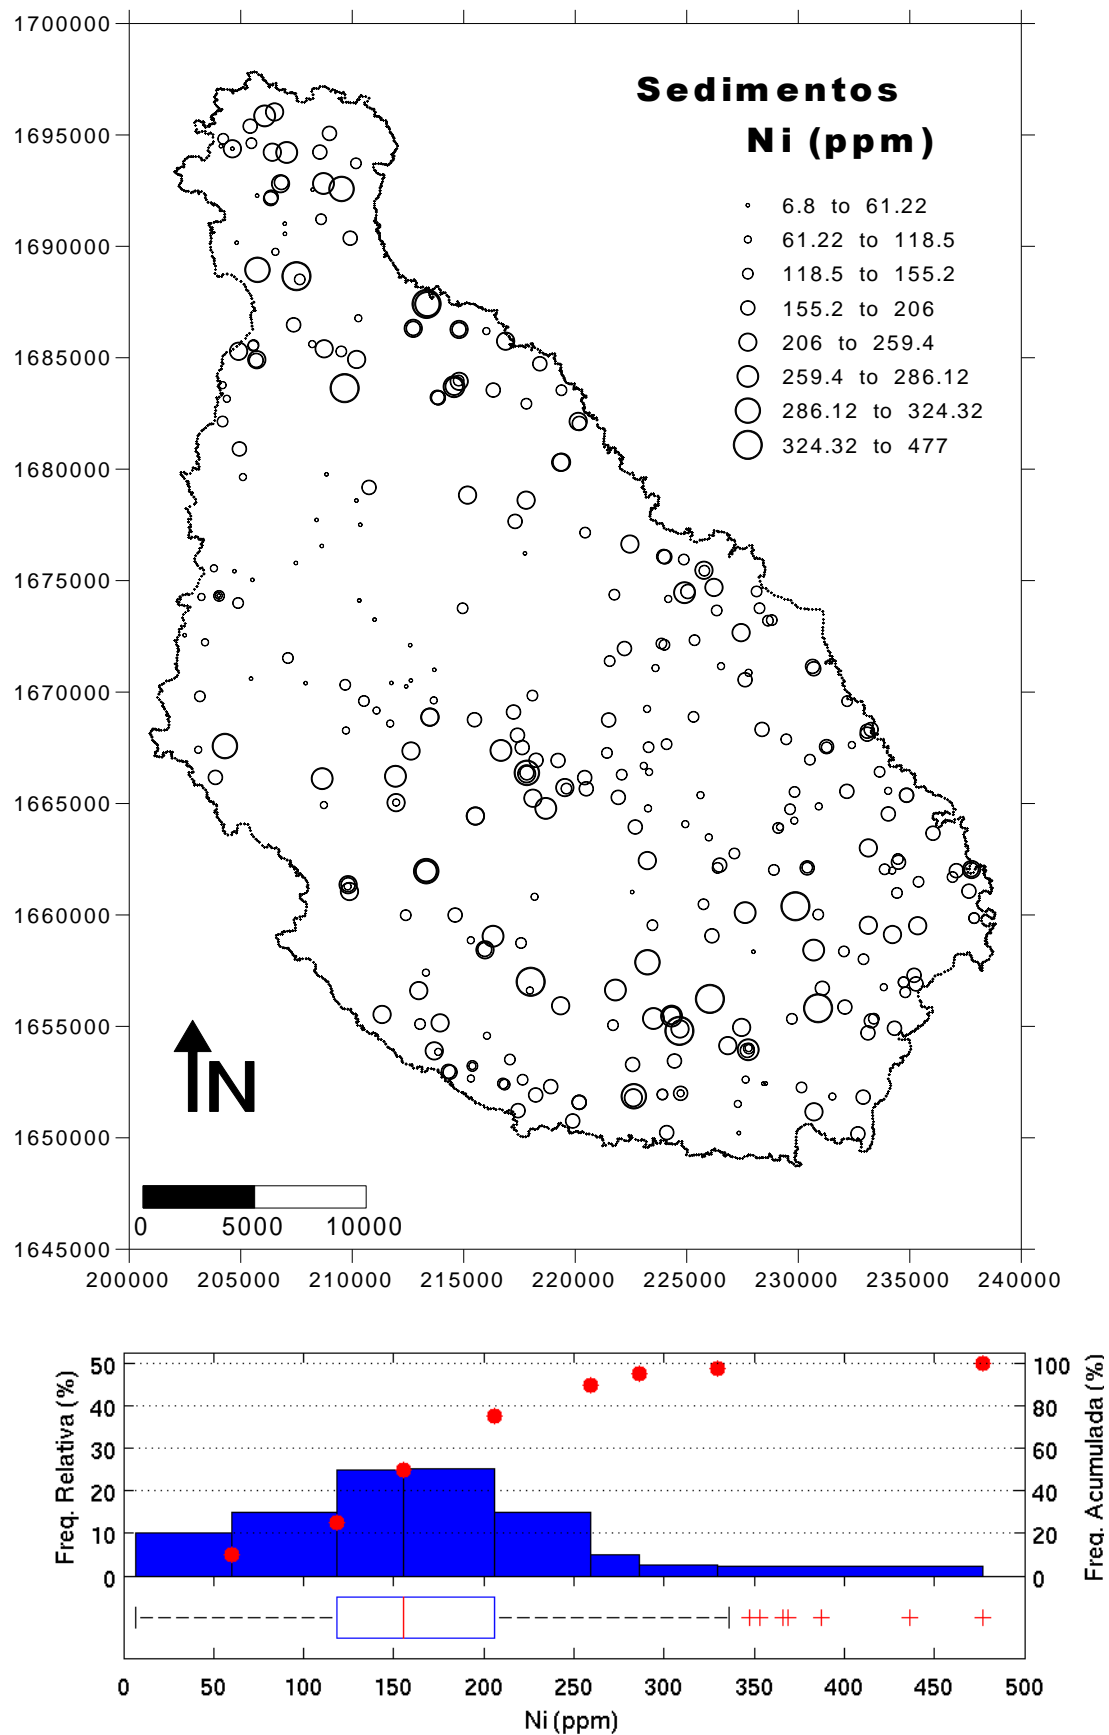 1700000
Sedimentos
Ni (ppm)
1695000
6.8 to 61.22
61.22 to 118.5
1690000
118.5 to 155.2
155.2 to 206
206 to 259.4
1685000
259.4 to 286.12
286.12 to 324.32
324.32 to 477
1680000
1675000
1670000
1665000
1660000
1655000
N
1650000
0 5000 10000
1645000
200000 205000 210000 215000 220000 225000 230000 235000 240000
Freq. Relativa (%)
50
40
30
20
10
0
100
80
60
40
20
0
Freq. Acumulada (%)
0 50 100 150 200 250 300 350 400 450 500
Ni (ppm)